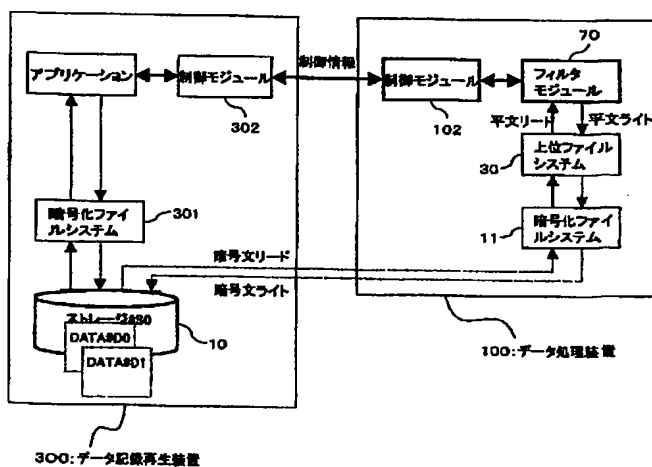 70
アプリケーション
制御モジュール
302
制御情報
制御モジュール
102
フィルタ
モジュール
平文リード
平文ライト
30
上位ファイル
システム
暗号化ファイ
ルシステム
301
11
暗号化ファイル
システム
暗号文リード
暗号文ライト
ストレージ#S0
10
DATA#D0
DATA#D1
100:データ処理装置
300:データ記録再生装置